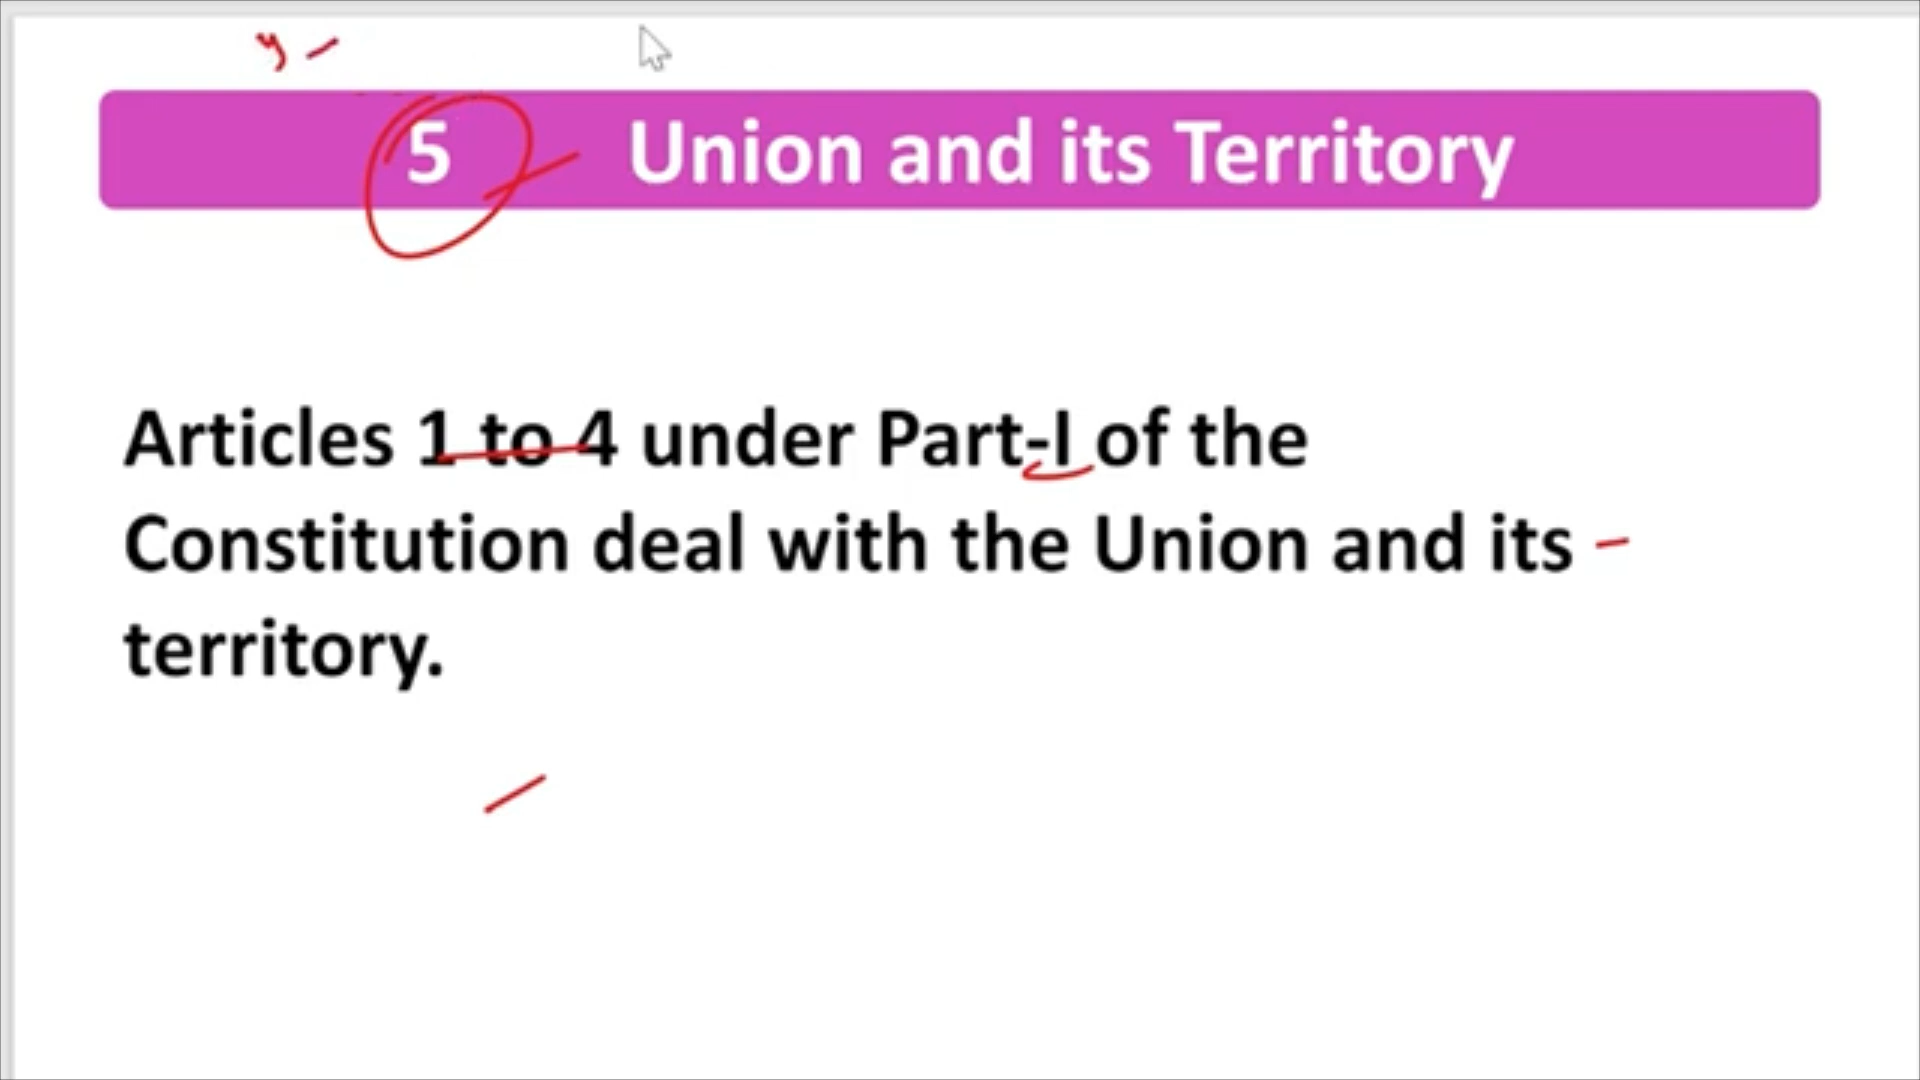 5 Union and its Territory
Articles 1 to 4 under Part-I of the
Constitution deal with the Union and its
territory.